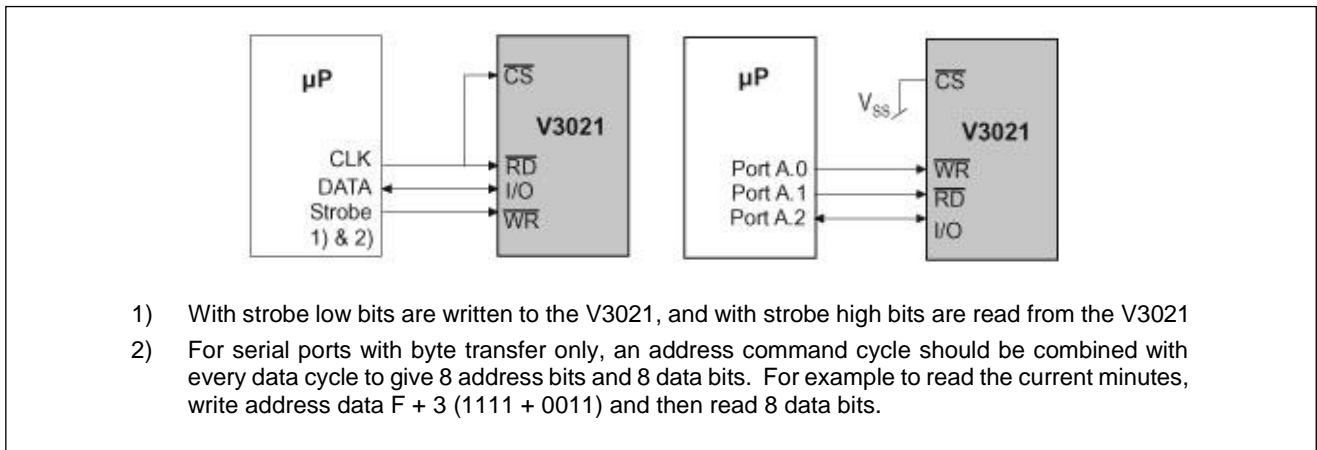 µP
CS
V3021
CLK
RD
DATA
I/O
Strobe
WR
1) & 2)
µP
CS
VSS
V3021
Port A.0
WR
Port A.1
RD
Port A.2
I/O
1) With strobe low bits are written to the V3021, and with strobe high bits are read from the V3021
2) For serial ports with byte transfer only, an address command cycle should be combined with
every data cycle to give 8 address bits and 8 data bits. For example to read the current minutes,
write address data F + 3 (1111 + 0011) and then read 8 data bits.